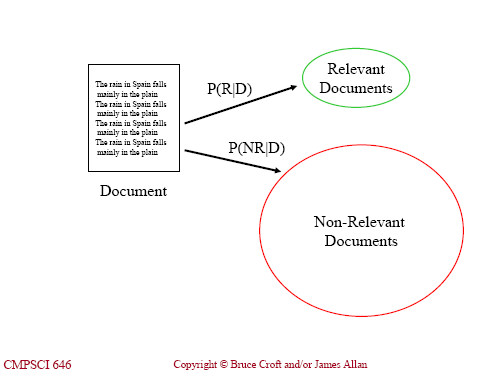 The rain in Spain falls
mainly in the plain
The rain in Spain falls
mainly in the plain
The rain in Spain falls
mainly in the plain
The rain in Spain falls
mainly in the plain
Document
P(R|D)
P(NR|D)
Relevant
Documents
Non-Relevant
Documents
CMPSCI 646
Copyright © Bruce Croft and/or James Allan